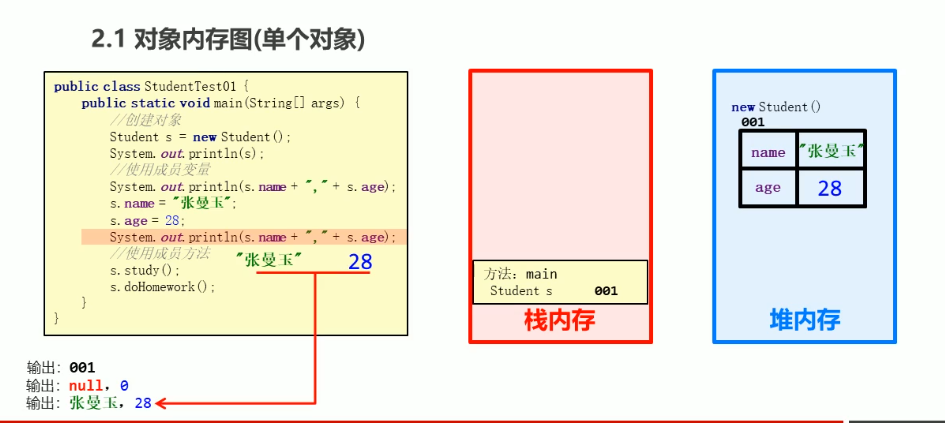 2.1 对象内存图(单个对象)
public class StudentTest01 {
public static void main(String[] args) {
//创建对象
Student s = new Student();
System.out.println(s);
//使用成员变量
System.out.println(s.name + "," + s.age);
s.name = "张曼玉";
s.age = 28;
System.out.println(s.name + "," + s.age);
//使用成员方法 "张曼玉" 28
s.study();
s.doHomework();
}
}
输出：001
输出：null，0
输出：张曼玉，28
方法：main
Student s 001
栈内存
new Student()
001
name "张曼玉"
age 28
堆内存